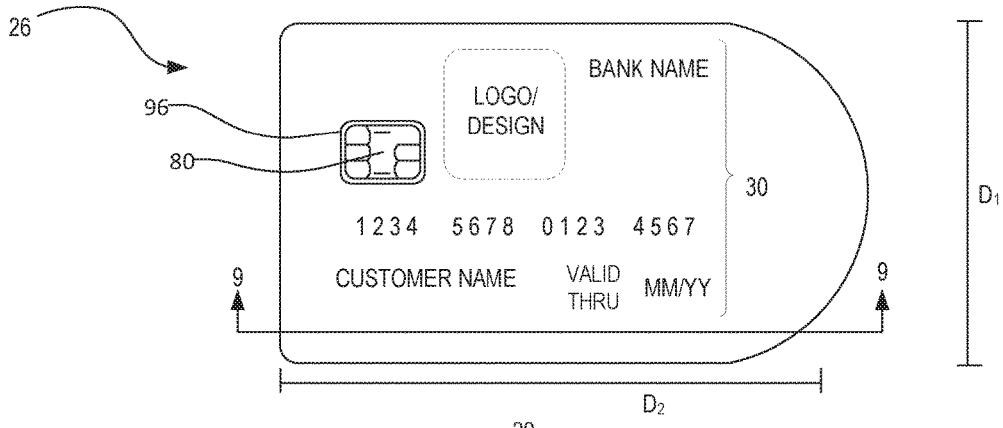 26
96
80
LOGO/
DESIGN
BANK NAME
30
D₁
1234 5678 0123 4567
CUSTOMER NAME
VALID
THRU
MM/YY
9
9
D₂